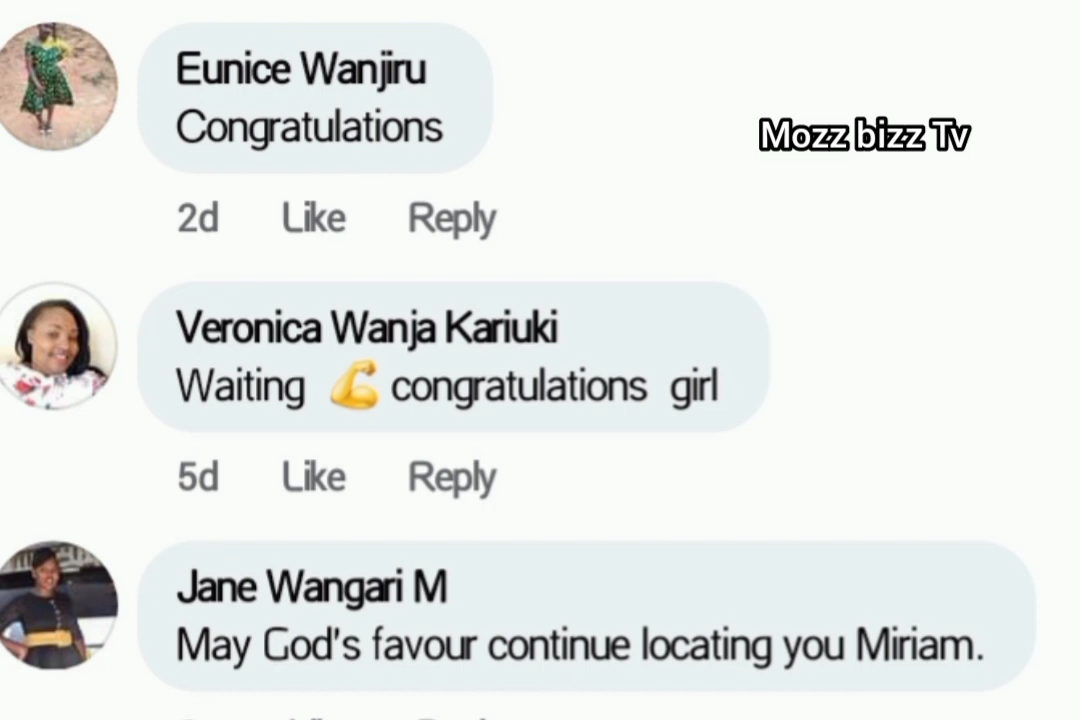 Eunice Wanjiru
Congratulations
Mozz bizz Tv
2d Like Reply
Veronica Wanja Kariuki
Waiting 💪 congratulations girl
5d Like Reply
Jane Wangari M
May God's favour continue locating you Miriam.